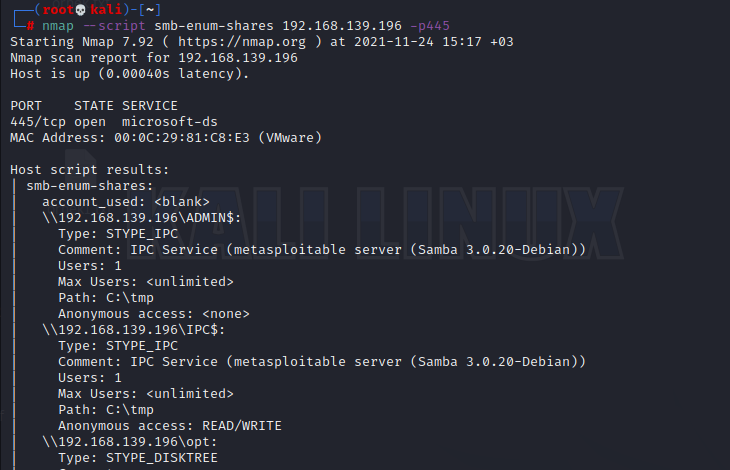 ┌──(root💀kali)-[~]
└─# nmap --script smb-enum-shares 192.168.139.196 -p445
Starting Nmap 7.92 ( https://nmap.org ) at 2021-11-24 15:17 +03
Nmap scan report for 192.168.139.196
Host is up (0.00040s latency).

PORT    STATE SERVICE
445/tcp open  microsoft-ds
MAC Address: 00:0C:29:81:C8:E3 (VMware)

Host script results:
| smb-enum-shares:
|   account_used: <blank>
|   \\192.168.139.196\ADMIN$:
|     Type: STYPE_IPC
|     Comment: IPC Service (metasploitable server (Samba 3.0.20-Debian))
|     Users: 1
|     Max Users: <unlimited>
|     Path: C:\tmp
|     Anonymous access: <none>
|   \\192.168.139.196\IPC$:
|     Type: STYPE_IPC
|     Comment: IPC Service (metasploitable server (Samba 3.0.20-Debian))
|     Users: 1
|     Max Users: <unlimited>
|     Path: C:\tmp
|     Anonymous access: READ/WRITE
|   \\192.168.139.196\opt:
|     Type: STYPE_DISKTREE
KALI LINUX